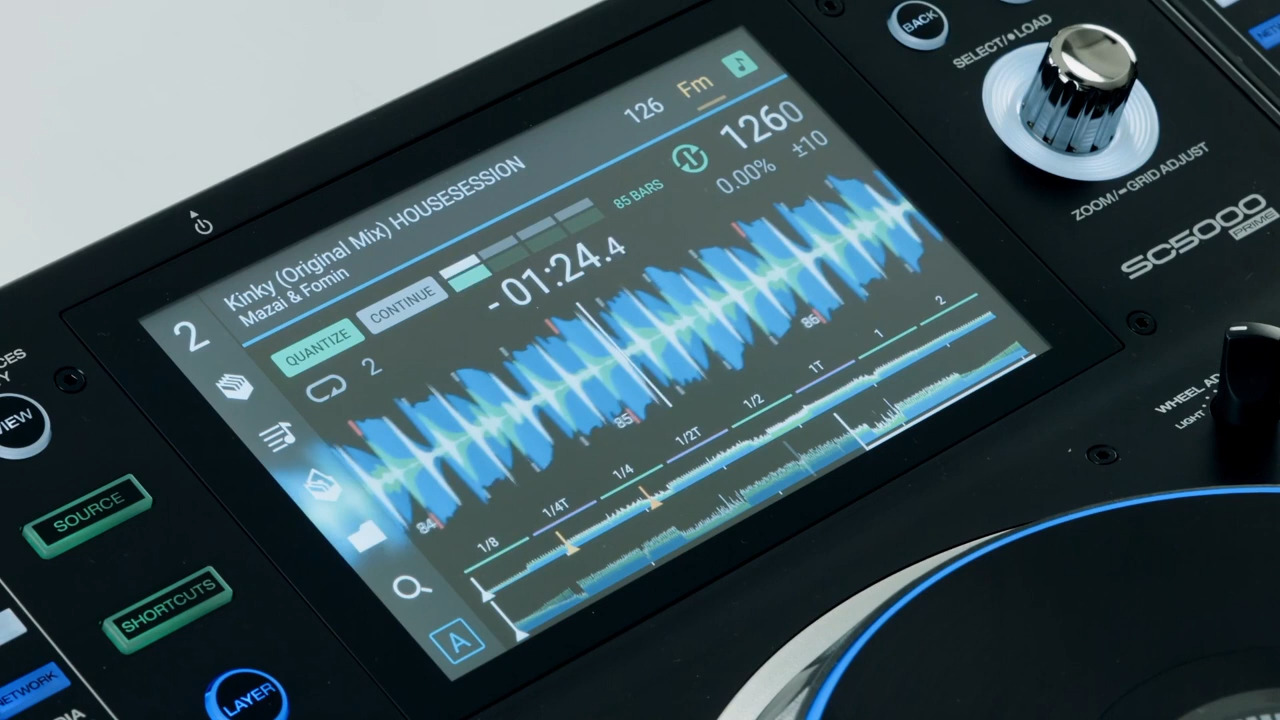 BACK
SELECT/•LOAD
ZOOM/•GRID ADJUST
SC5000
PRIME
126
Fm
Kinky (Original Mix) HOUSESESSION
Mazai & Fomin
2
QUANTIZE
CONTINUE
85 BARS
1260
-01:24.4
0.00%
±10
2
84
85
86
1/8
1/4T
1/4
1/2T
1/2
1T
1
2
A
VIEW
SOURCE
SHORTCUTS
LAYER
NETWORK